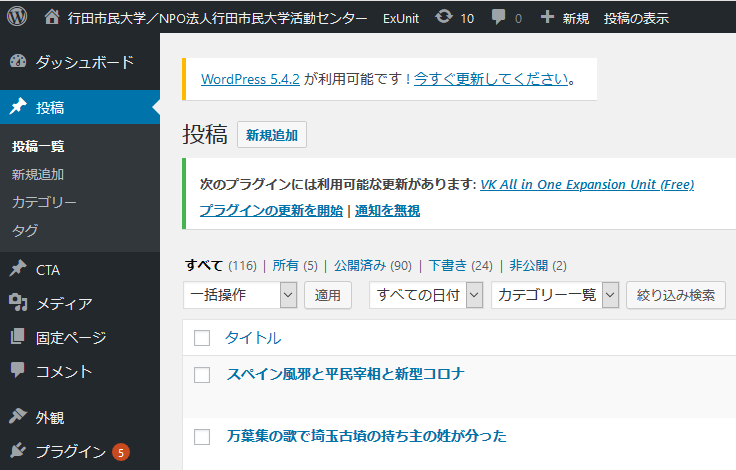 行田市民大学／NPO法人行田市民大学活動センター ExUnit 10 0 新規 投稿の表示
ダッシュボード
投稿
投稿一覧
新規追加
カテゴリー
タグ
CTA
メディア
固定ページ
コメント
外観
プラグイン 5
WordPress 5.4.2 が利用可能です ! 今すぐ更新してください。
投稿 新規追加
次のプラグインには利用可能な更新があります: VK All in One Expansion Unit (Free)
プラグインの更新を開始 | 通知を無視
すべて (116) | 所有 (5) | 公開済み (90) | 下書き (24) | 非公開 (2)
一括操作 適用 すべての日付 カテゴリー一覧 絞り込み検索
タイトル
スペイン風邪と平民宰相と新型コロナ
万葉集の歌で埼玉古墳の持ち主の姓が分った